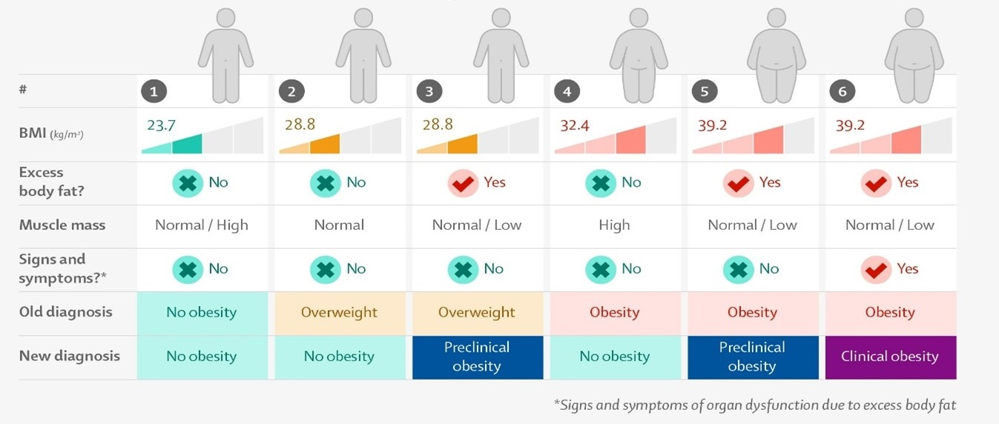 # 1 2 3 4 5 6
BMI (kg/m²) 23.7 28.8 28.8 32.4 39.2 39.2
Excess
body fat? No No Yes No Yes Yes
Muscle mass Normal / High Normal Normal / Low High Normal / Low Normal / Low
Signs and
symptoms?* No No No No No Yes
Old diagnosis No obesity Overweight Overweight Obesity Obesity Obesity
New diagnosis No obesity No obesity Preclinical obesity No obesity Preclinical obesity Clinical obesity
*Signs and symptoms of organ dysfunction due to excess body fat